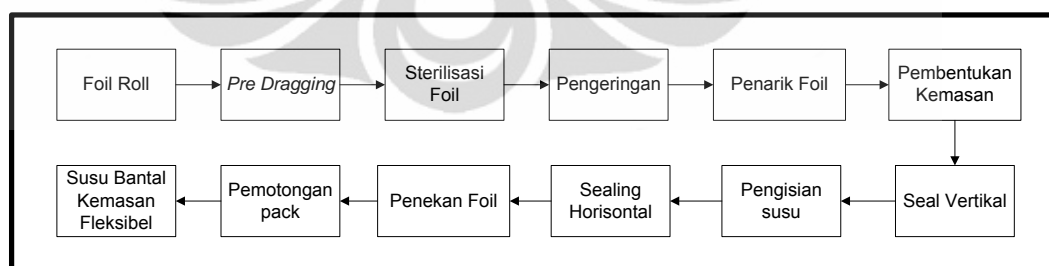 Foil Roll
Pre Dragging
Sterilisasi
Foil
Pengeringan
Penarik Foil
Pembentukan
Kemasan
Seal Vertikal
Pengisian
susu
Sealing
Horisontal
Penekan Foil
Pemotongan
pack
Susu Bantal
Kemasan
Fleksibel